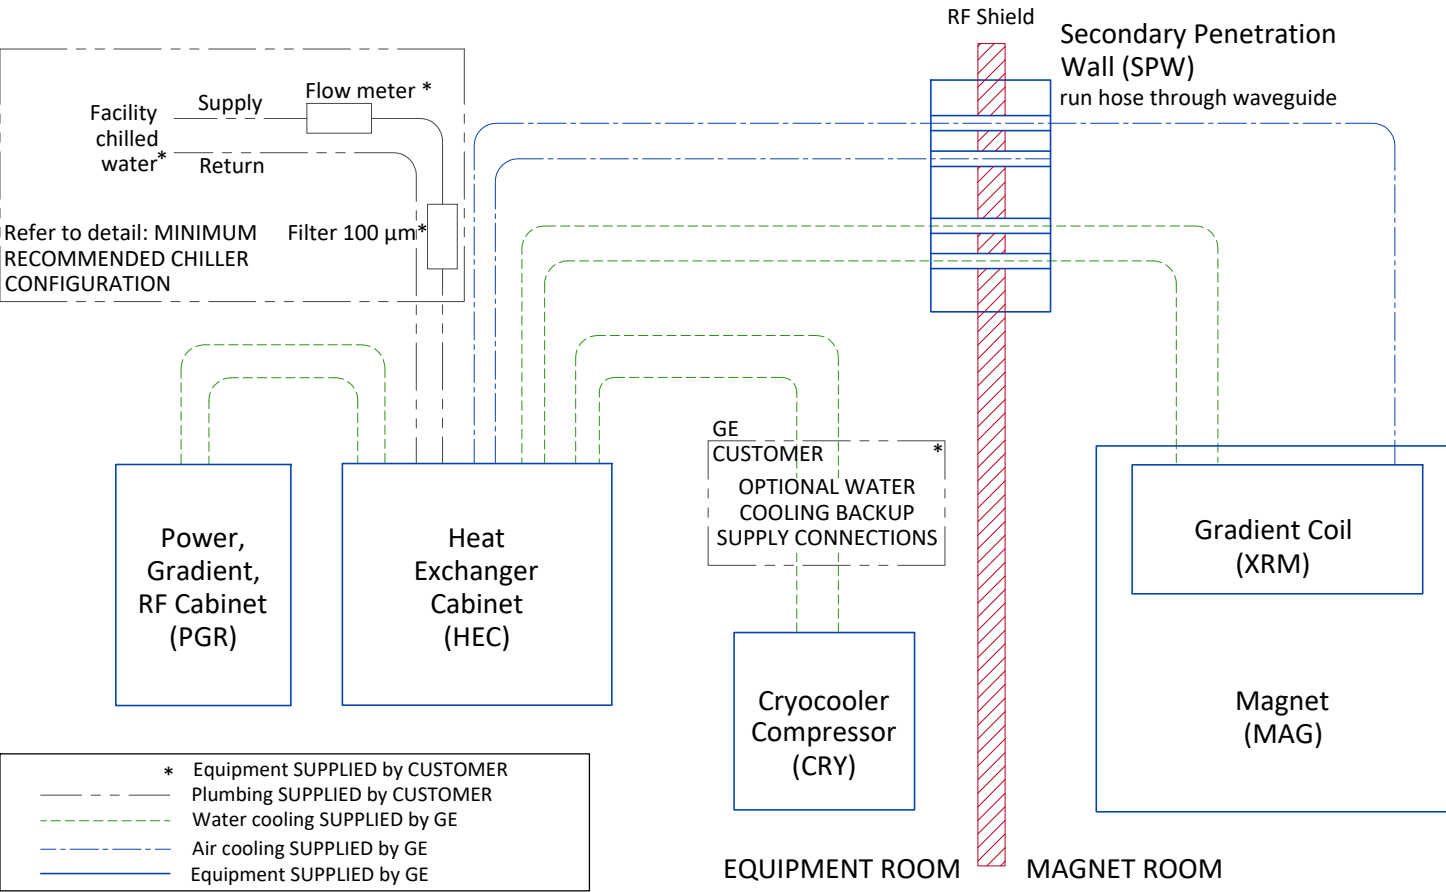 RF Shield
Secondary Penetration
Wall (SPW)
run hose through waveguide
Flow meter *
Supply
Facility
chilled
water*
Return
Refer to detail: MINIMUM
RECOMMENDED CHILLER
CONFIGURATION
Filter 100 µm*
GE
CUSTOMER *
OPTIONAL WATER
COOLING BACKUP
SUPPLY CONNECTIONS
Power,
Gradient,
RF Cabinet
(PGR)
Heat
Exchanger
Cabinet
(HEC)
Gradient Coil
(XRM)
Cryocooler
Compressor
(CRY)
Magnet
(MAG)
* Equipment SUPPLIED by CUSTOMER
Plumbing SUPPLIED by CUSTOMER
Water cooling SUPPLIED by GE
Air cooling SUPPLIED by GE
Equipment SUPPLIED by GE
EQUIPMENT ROOM
MAGNET ROOM